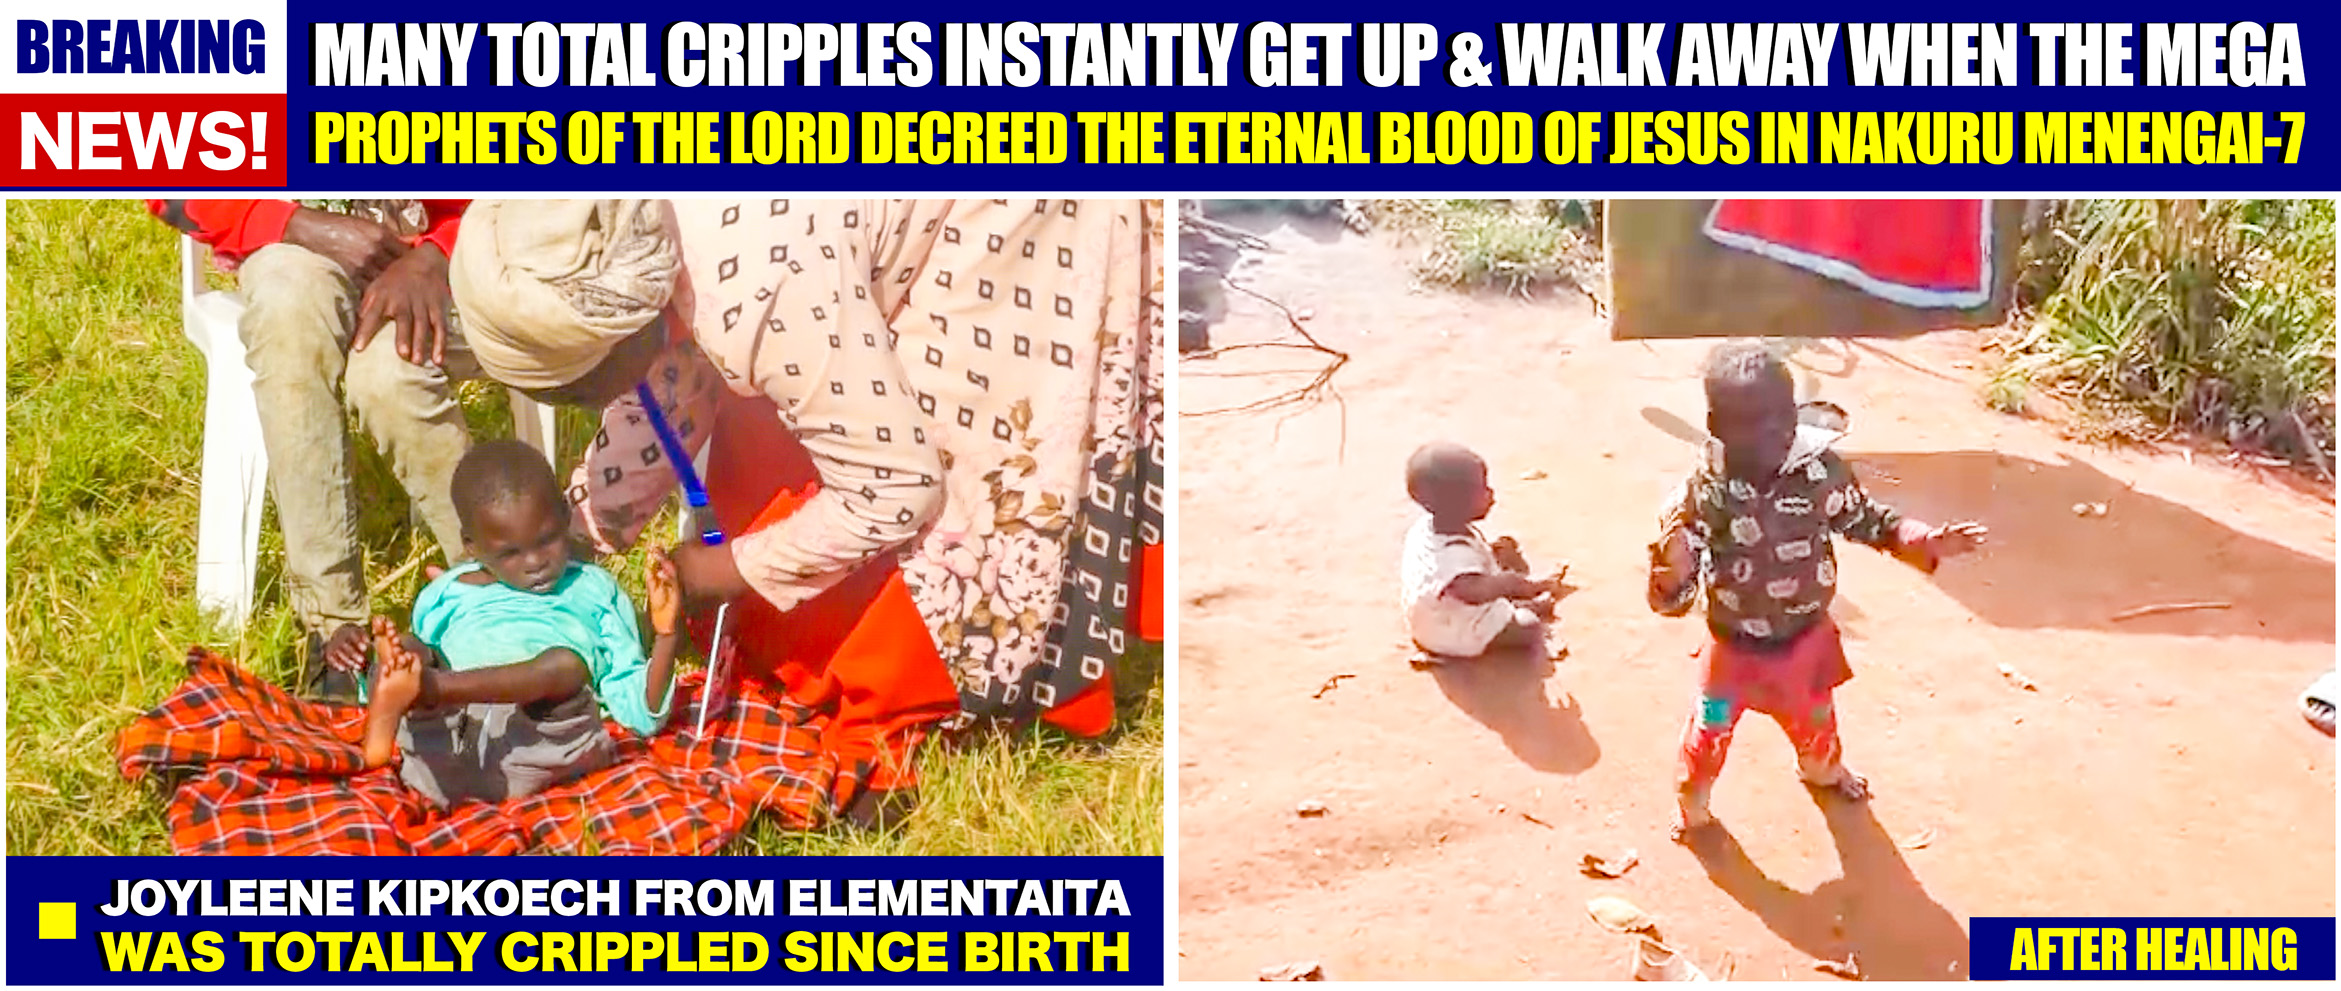 BREAKING
NEWS!
MANY TOTAL CRIPPLES INSTANTLY GET UP & WALK AWAY WHEN THE MEGA
PROPHETS OF THE LORD DECREED THE ETERNAL BLOOD OF JESUS IN NAKURU MENENGAI-7
JOYLEENE KIPKOECH FROM ELEMENTAITA
WAS TOTALLY CRIPPLED SINCE BIRTH
AFTER HEALING